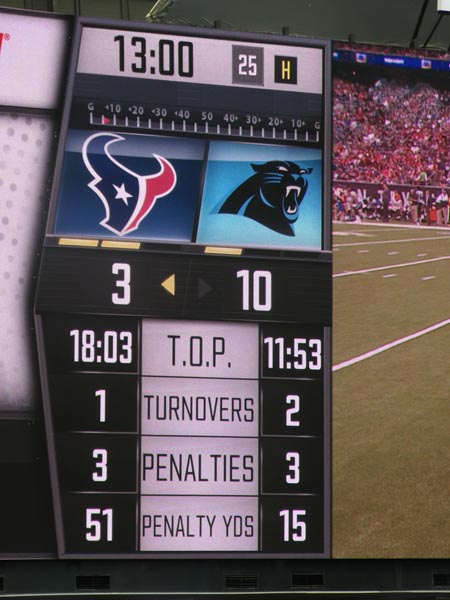 13:00 25 H
G 10 20 30 40 50 40 30 20 10 G
3 10
18:03 T.O.P. 11:53
1 TURNOVERS 2
3 PENALTIES 3
51 PENALTY YDS 15